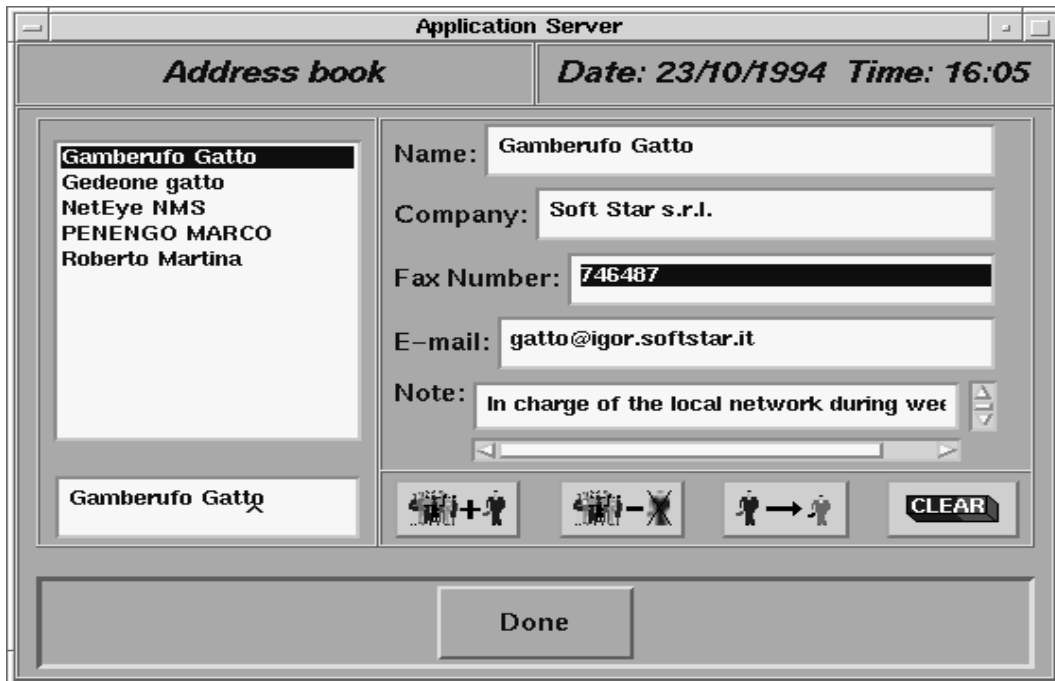 Application Server
Address book
Date: 23/10/1994 Time: 16:05
Gamberufo Gatto
Gedeone gatto
NetEye NMS
PENENGO MARCO
Roberto Martina
Gamberufo Gatto
Name: Gamberufo Gatto
Company: Soft Star s.r.l.
Fax Number: 746487
E-mail: gatto@igor.softstar.it
Note: In charge of the local network during wee
CLEAR
Done